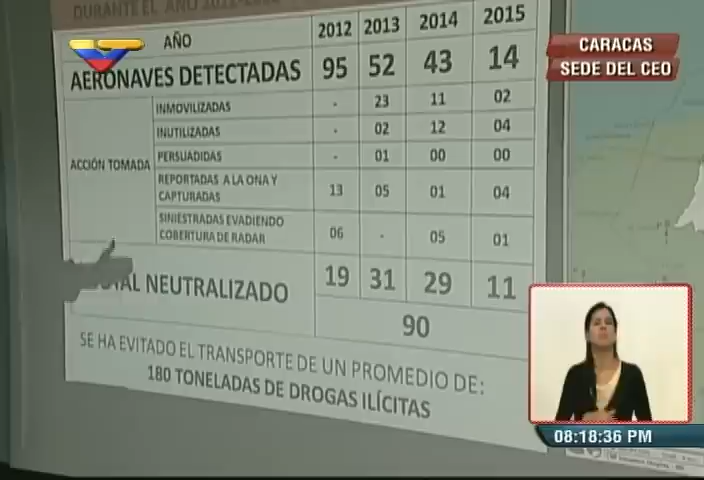 DURANTE EL AÑO
AÑO 2012 2013 2014 2015
AERONAVES DETECTADAS 95 52 43 14
ACCIÓN TOMADA
INMOVILIZADAS - 23 11 02
INUTILIZADAS - 02 12 04
PERSUADIDAS - 01 00 00
REPORTADAS A LA ONA Y
CAPTURADAS 13 05 01 04
SINIESTRADAS EVADIENDO
COBERTURA DE RADAR 06 - 05 01
NEUTRALIZADO 19 31 29 11
90
SE HA EVITADO EL TRANSPORTE DE UN PROMEDIO DE:
180 TONELADAS DE DROGAS ILÍCITAS
CARACAS
SEDE DEL CEO
08:18:36 PM